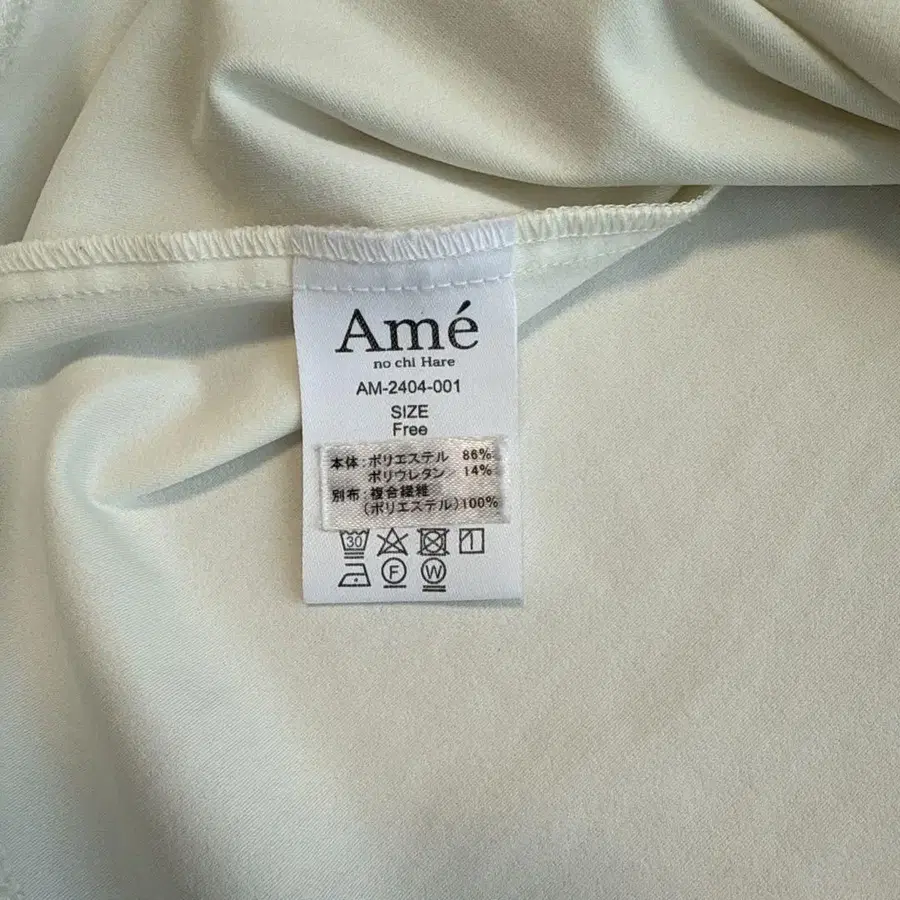 Amé
no chi Hare
AM-2404-001
SIZE
Free
本体:ポリエステル 86%
ポリウレタン 14%
別布:複合繊維
(ポリエステル)100%
30
F
W